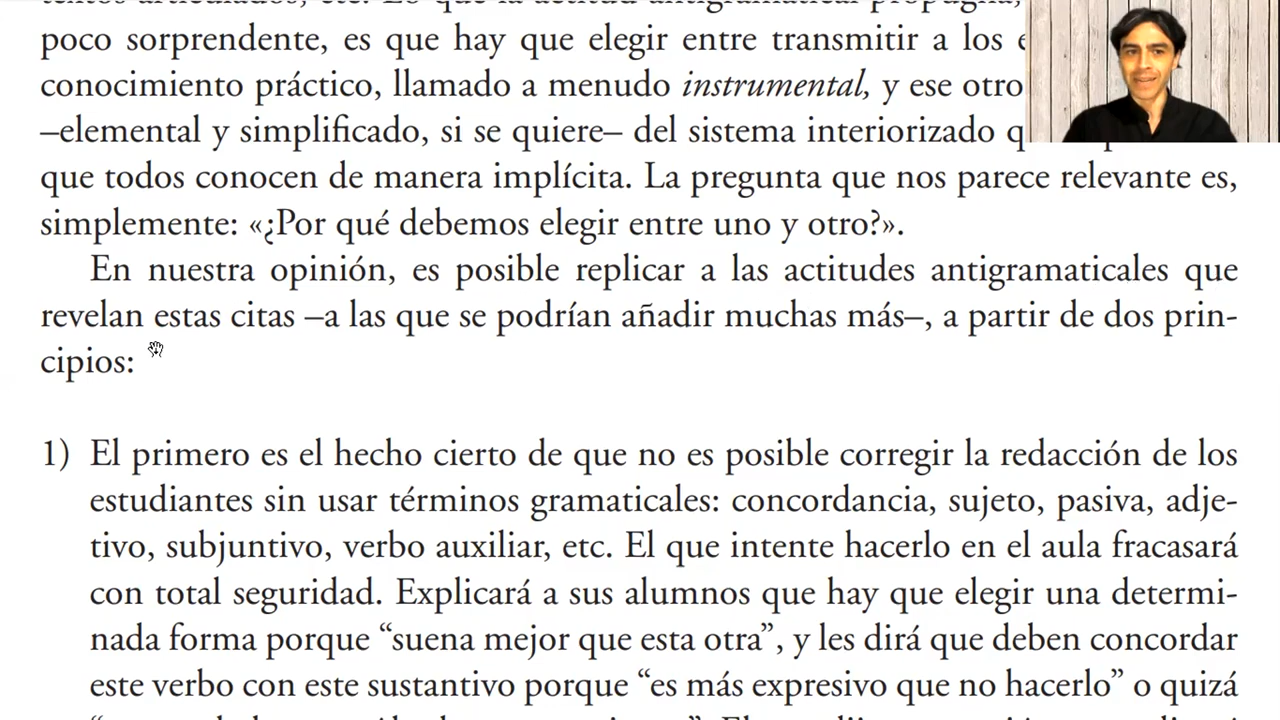 poco sorprendente, es que hay que elegir entre transmitir a los
conocimiento práctico, llamado a menudo instrumental, y ese otro
–elemental y simplificado, si se quiere– del sistema interiorizado
que todos conocen de manera implícita. La pregunta que nos parece relevante es,
simplemente: «¿Por qué debemos elegir entre uno y otro?».
En nuestra opinión, es posible replicar a las actitudes antigramaticales que
revelan estas citas –a las que se podrían añadir muchas más–, a partir de dos prin-
cipios:
1) El primero es el hecho cierto de que no es posible corregir la redacción de los
estudiantes sin usar términos gramaticales: concordancia, sujeto, pasiva, adje-
tivo, subjuntivo, verbo auxiliar, etc. El que intente hacerlo en el aula fracasará
con total seguridad. Explicará a sus alumnos que hay que elegir una determi-
nada forma porque “suena mejor que esta otra”, y les dirá que deben concordar
este verbo con este sustantivo porque “es más expresivo que no hacerlo” o quizá